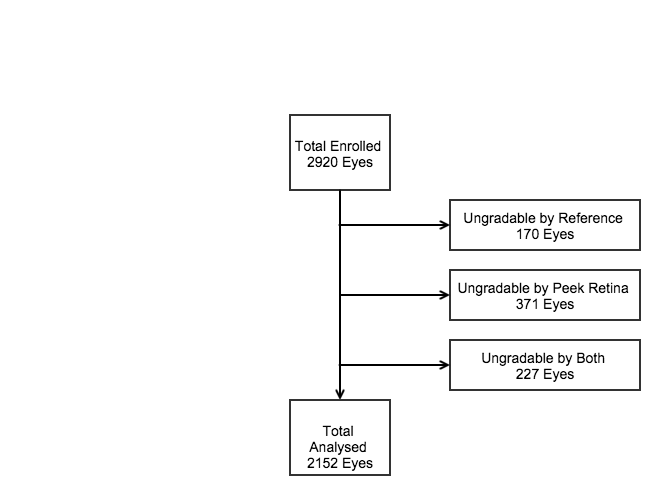 Total Enrolled
2920 Eyes
Ungradable by Reference
170 Eyes
Ungradable by Peek Retina
371 Eyes
Ungradable by Both
227 Eyes
Total
Analysed
2152 Eyes